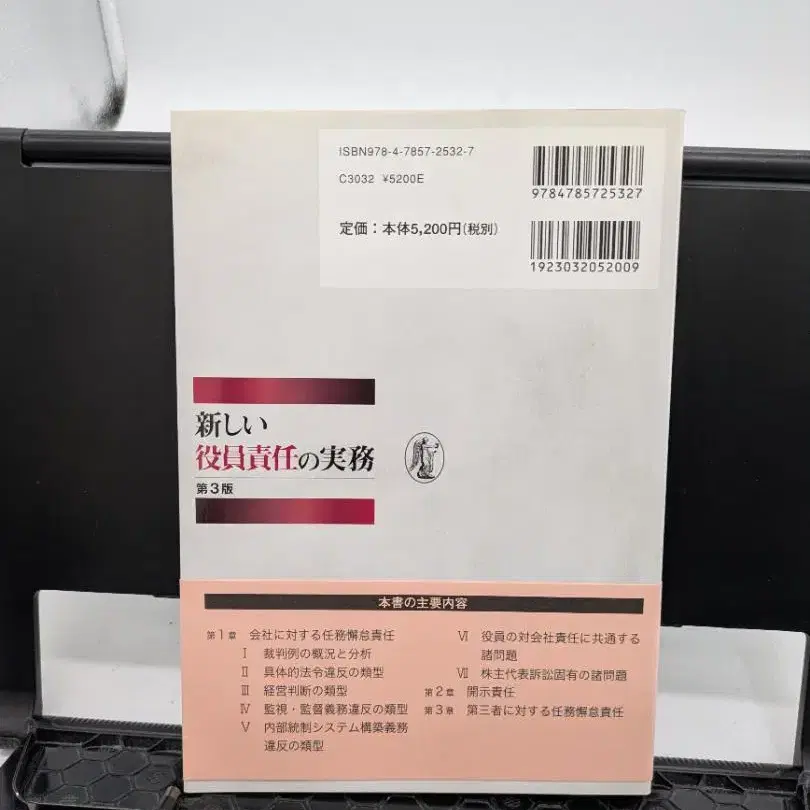 ISBN978-4-7857-2532-7
C3032 ¥5200E
定価：本体5,200円(税別)
9784785725327
1923032052009
新しい
役員責任の実務
第3版
本書の主要内容
第1章 会社に対する任務懈怠責任
Ⅰ 裁判例の概況と分析
Ⅱ 具体的法令違反の類型
Ⅲ 経営判断の類型
Ⅳ 監視・監督義務違反の類型
Ⅴ 内部統制システム構築義務
違反の類型
Ⅵ 役員の対会社責任に共通する
諸問題
Ⅶ 株主代表訴訟固有の諸問題
第2章 開示責任
第3章 第三者に対する任務懈怠責任